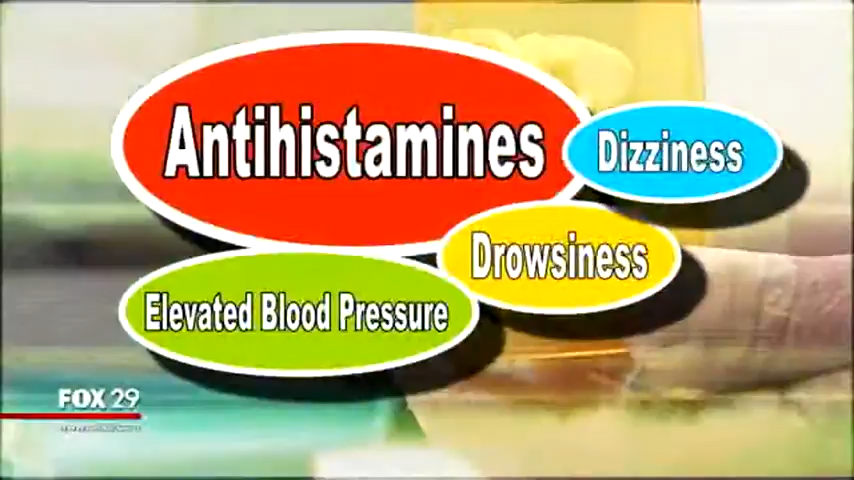 Antihistamines
Dizziness
Drowsiness
Elevated Blood Pressure
FOX 29